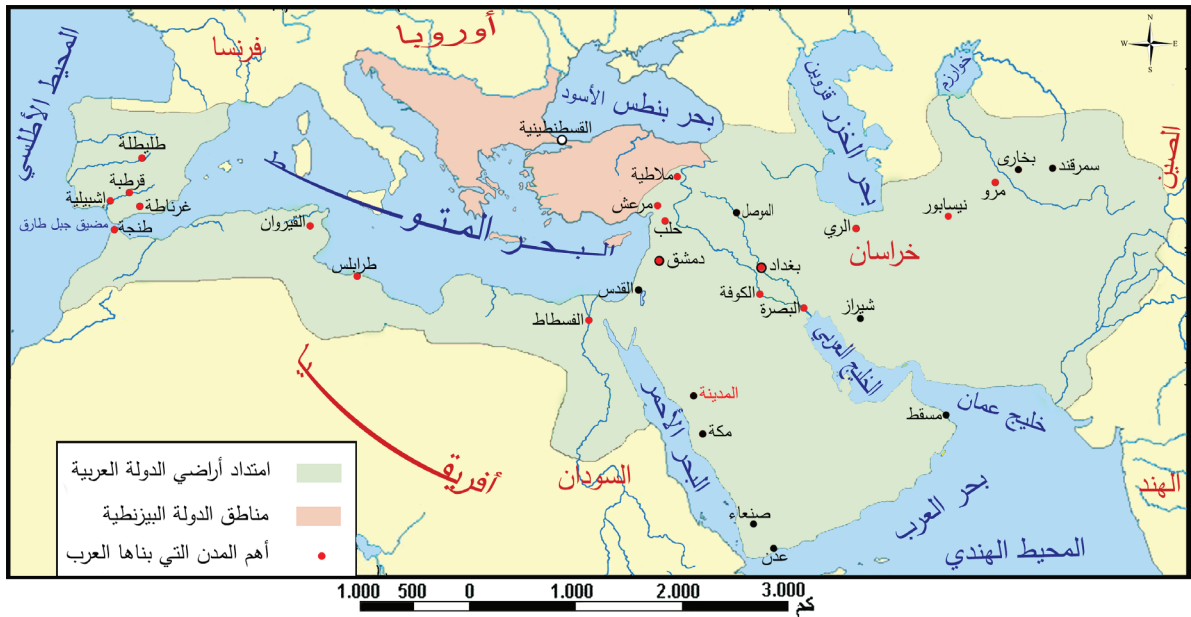 أوروبا
فرنسا
المحيط الأطلسي
بحر بنطس الأسود
بحر الخزر قزوين
خوارزم
الصين
N
W
E
S
القسطنطينية
طليطلة
قرطبة
إشبيلية
غرناطة
مضيق جبل طارق
طنجة
القيروان
طرابلس
البحر المتوسط
ملاطية
مرعش
حلب
الموصل
دمشق
بغداد
القدس
الكوفة
البصرة
الفسطاط
الري
خراسان
نيسابور
مرو
بخارى
سمرقند
شيراز
الخليج العربي
خليج عمان
مسقط
المدينة
مكة
البحر الأحمر
صنعاء
عدن
بحر العرب
المحيط الهندي
الهند
السودان
أفريقيا
امتداد أراضي الدولة العربية
مناطق الدولة البيزنطية
أهم المدن التي بناها العرب
1.000 500 0 1.000 2.000 3.000 كم